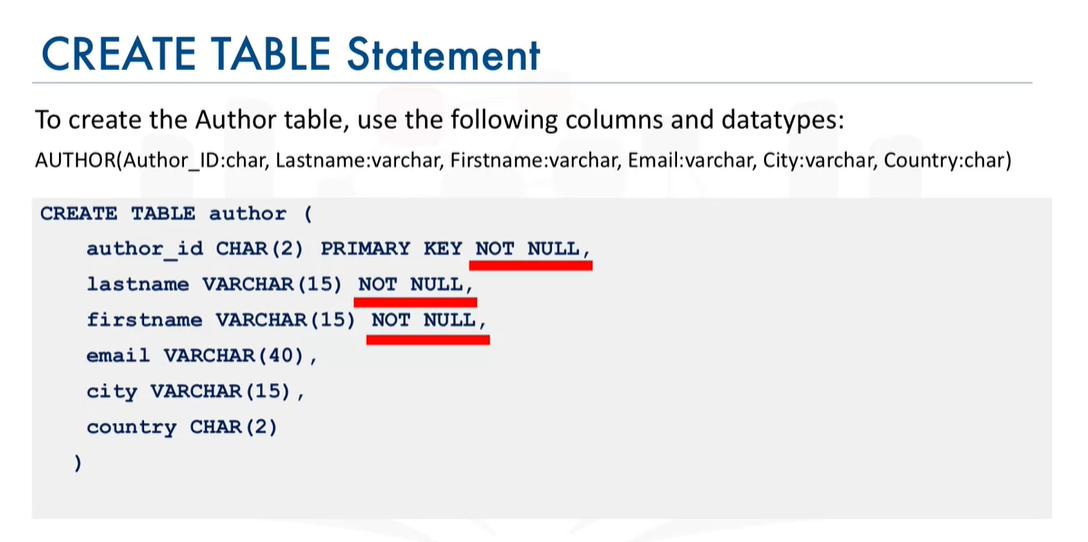 CREATE TABLE Statement
To create the Author table, use the following columns and datatypes:
AUTHOR(Author_ID:char, Lastname:varchar, Firstname:varchar, Email:varchar, City:varchar, Country:char)
CREATE TABLE author (
author_id CHAR(2) PRIMARY KEY NOT NULL,
lastname VARCHAR(15) NOT NULL,
firstname VARCHAR(15) NOT NULL,
email VARCHAR(40),
city VARCHAR(15),
country CHAR(2)
)